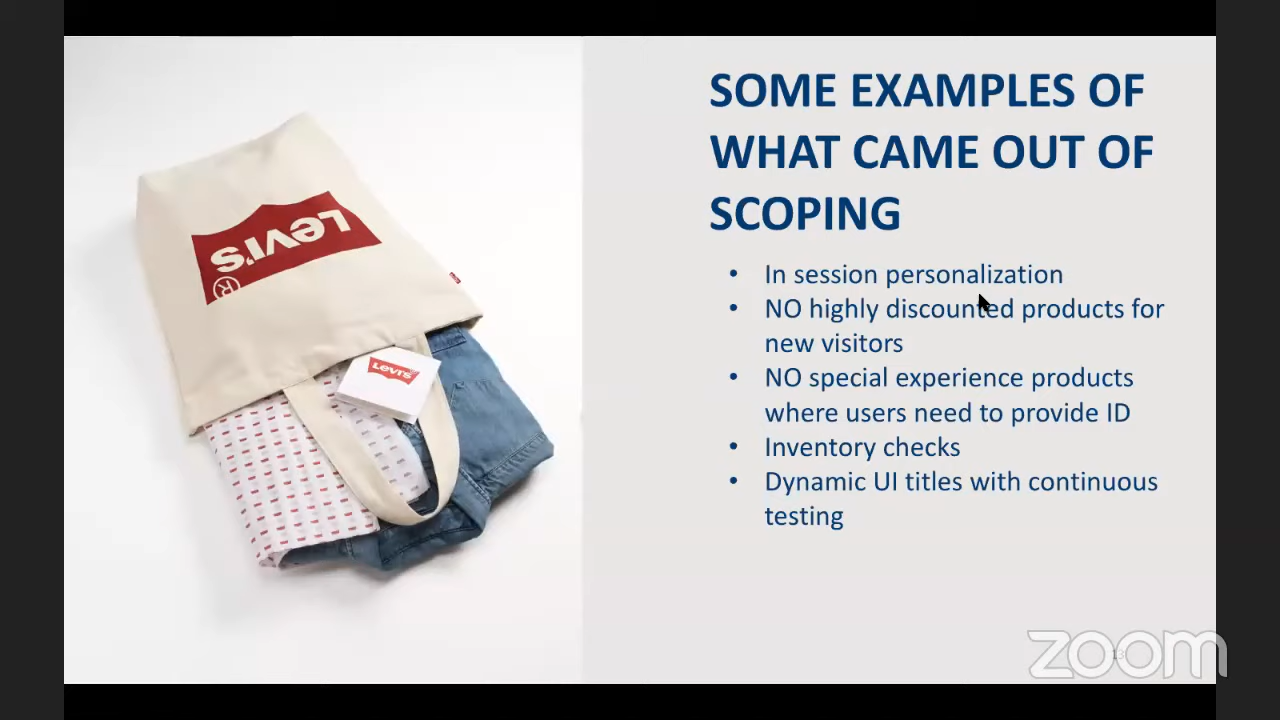 SOME EXAMPLES OF
WHAT CAME OUT OF
SCOPING
• In session personalization
• NO highly discounted products for
new visitors
• NO special experience products
where users need to provide ID
• Inventory checks
• Dynamic UI titles with continuous
testing
Levi's
®
Levi's
zoom
13